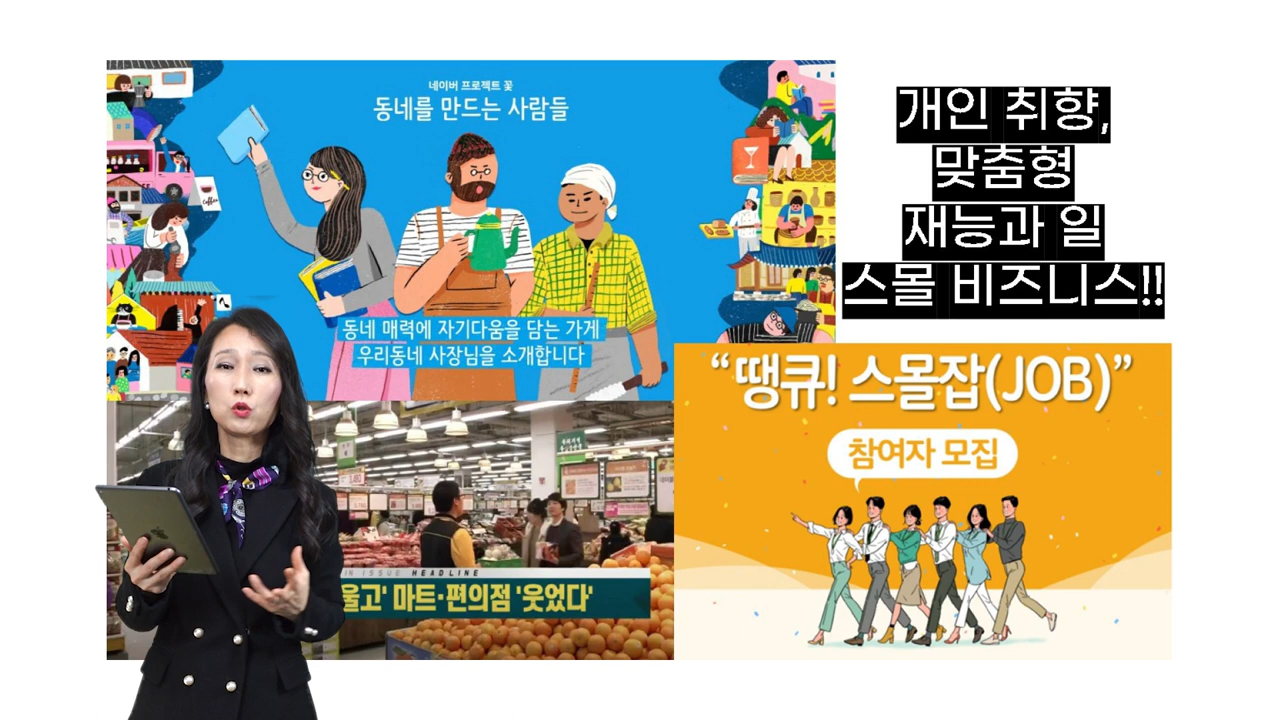 네이버 프로젝트 꽃
동네를 만드는 사람들
동네 매력에 자기다움을 담는 가게
우리동네 사장님을 소개합니다
Coffee
개인 취향,
맞춤형
재능과 일
스몰 비즈니스!!
“땡큐! 스몰잡(JOB)”
참여자 모집
IN ISSUE HEADLINE
울고' 마트·편의점 '웃었다'